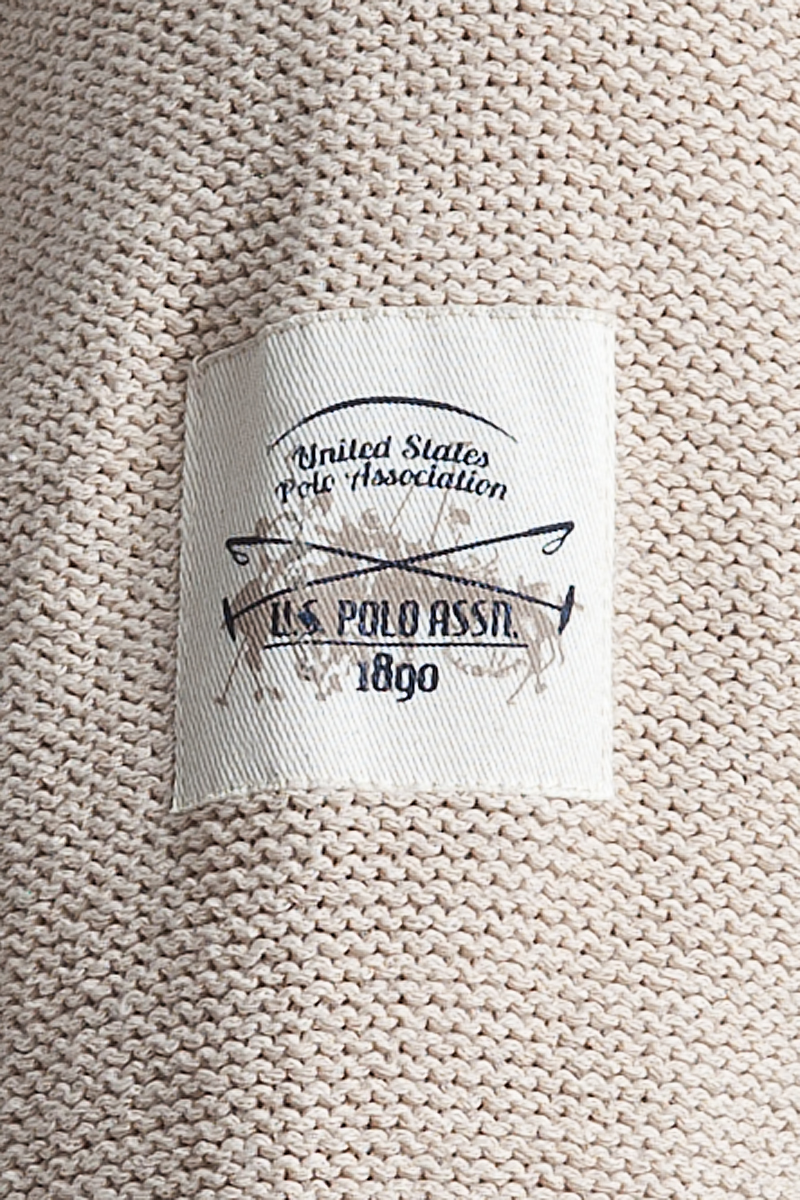 United States
Polo Association
U.S. POLO ASSN.
1890